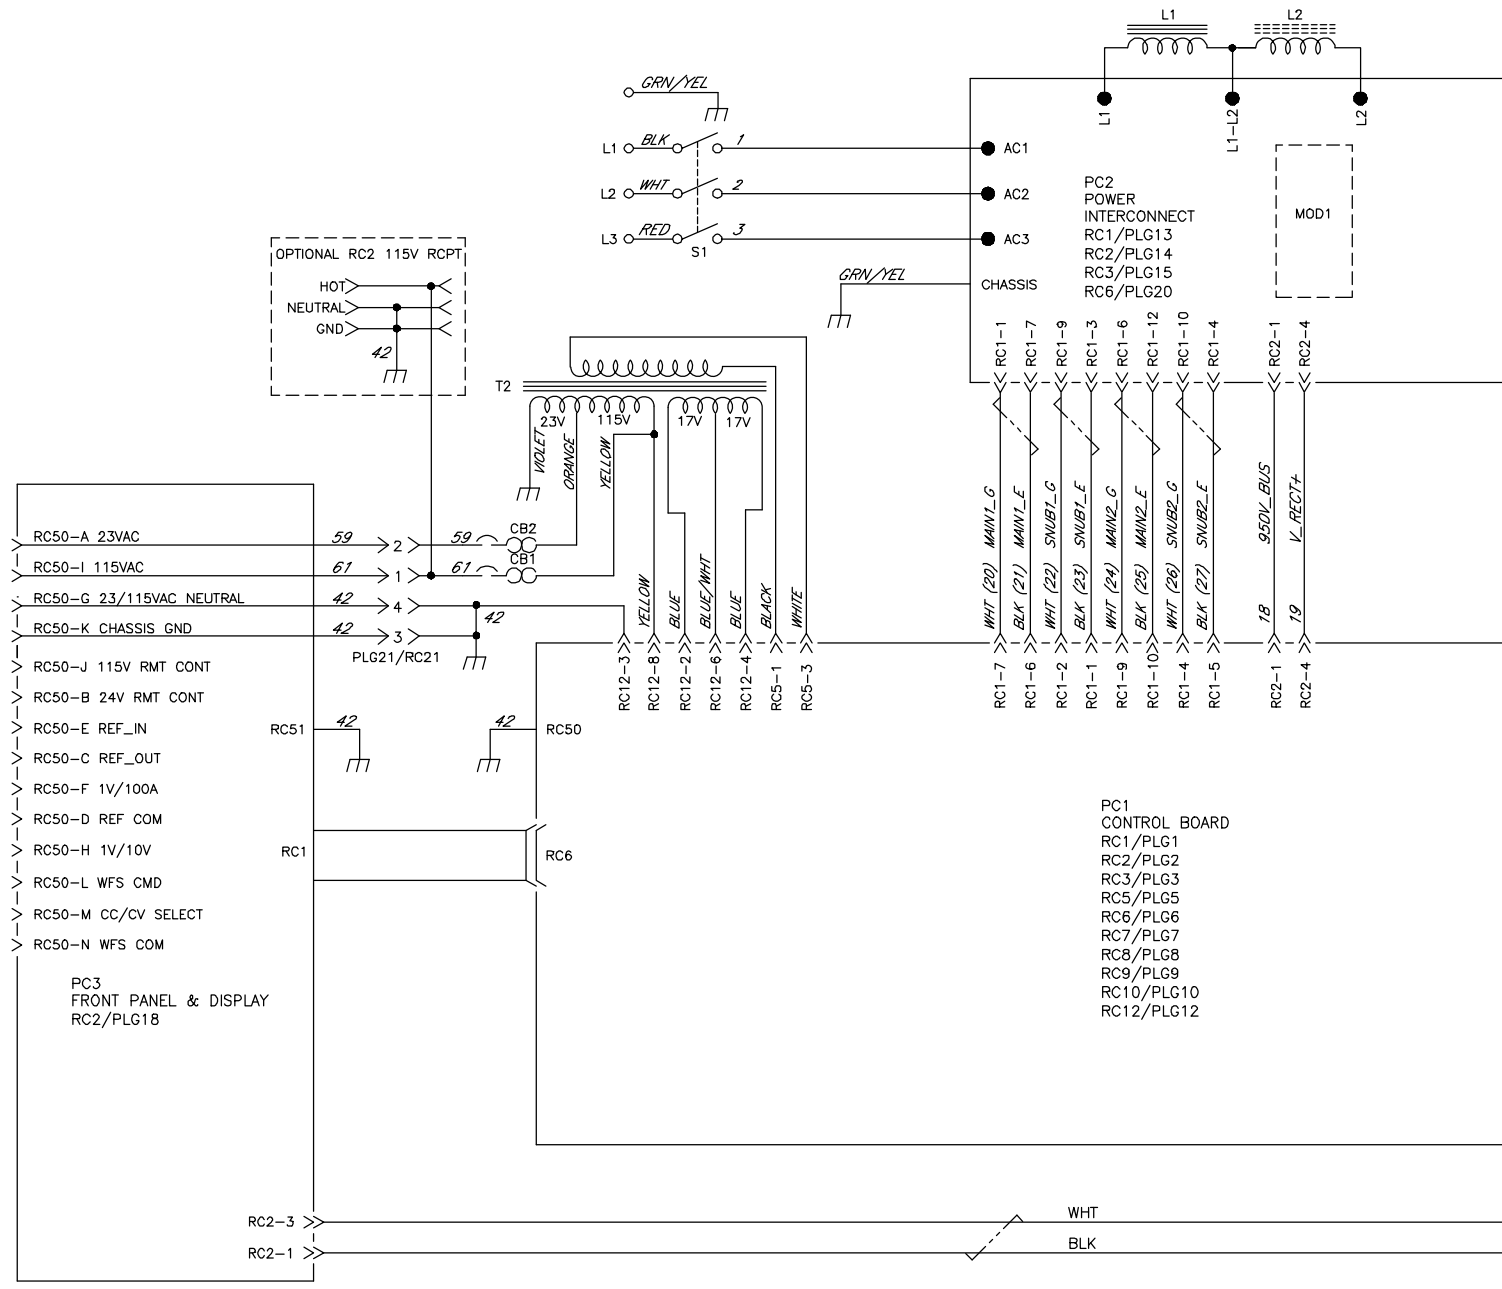 L1
L2
GRN/YEL
L1
L1-L2
L2
L1 BLK 1 AC1
L2 WHT 2 AC2
L3 RED 3 AC3
S1
PC2
POWER
INTERCONNECT
RC1/PLG13
RC2/PLG14
RC3/PLG15
RC6/PLG20
MOD1
GRN/YEL
CHASSIS
OPTIONAL RC2 115V RCPT
HOT
NEUTRAL
GND
42
RC1-1
RC1-7
RC1-9
RC1-3
RC1-6
RC1-12
RC1-10
RC1-4
RC2-1
RC2-4
T2
23V
115V
17V
17V
VIOLET
ORANGE
YELLOW
WHT (20) MAIN1_G
BLK (21) MAIN1_E
WHT (22) SNUB1_G
BLK (23) SNUB1_E
WHT (24) MAIN2_G
BLK (25) MAIN2_E
WHT (26) SNUB2_G
BLK (27) SNUB2_E
18 950V_BUS
19 V_RECT+
RC50-A 23VAC 59 2 59 CB2
RC50-I 115VAC 61 1 61 CB1
RC50-G 23/115VAC NEUTRAL 42 4
42
RC50-K CHASSIS GND 42 3
PLG21/RC21
YELLOW
BLUE
BLUE/WHT
BLUE
BLACK
WHITE
RC12-3
RC12-8
RC12-2
RC12-6
RC12-4
RC5-1
RC5-3
RC1-7
RC1-6
RC1-2
RC1-1
RC1-9
RC1-10
RC1-4
RC1-5
RC2-1
RC2-4
RC50-J 115V RMT CONT
RC50-B 24V RMT CONT
RC50-E REF_IN
RC51 42
42 RC50
RC50-C REF_OUT
RC50-F 1V/100A
RC50-D REF COM
RC50-H 1V/10V
RC1
RC6
RC50-L WFS CMD
RC50-M CC/CV SELECT
RC50-N WFS COM
PC1
CONTROL BOARD
RC1/PLG1
RC2/PLG2
RC3/PLG3
RC5/PLG5
RC6/PLG6
RC7/PLG7
RC8/PLG8
RC9/PLG9
RC10/PLG10
RC12/PLG12
PC3
FRONT PANEL & DISPLAY
RC2/PLG18
RC2-3 WHT
RC2-1 BLK